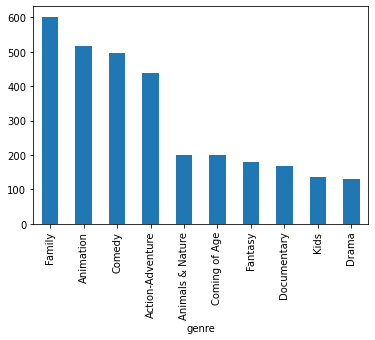 600
500
400
300
200
100
0
Family
Animation
Comedy
Action-Adventure
Animals & Nature
Coming of Age
Fantasy
Documentary
Kids
Drama
genre